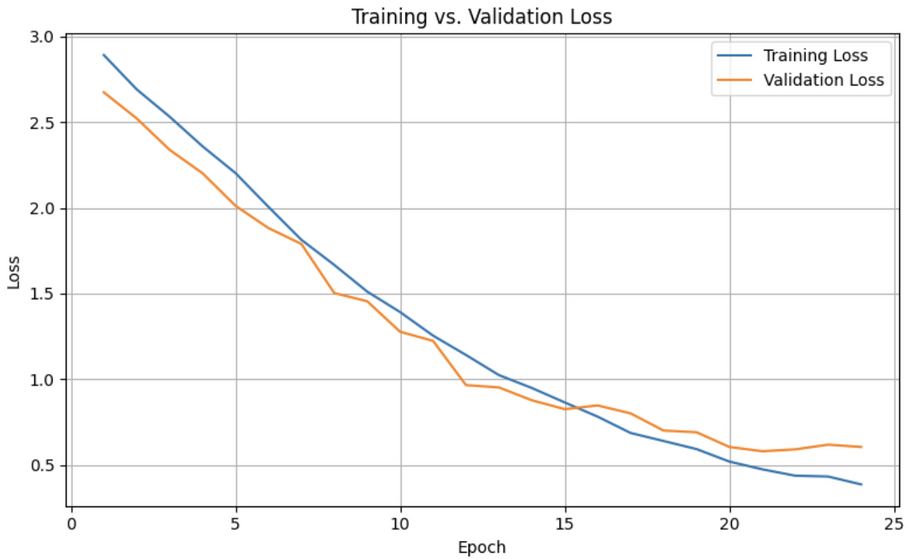 Training vs. Validation Loss
3.0
Training Loss
Validation Loss
2.5
2.0
1.5
1.0
0.5
Loss
0 5 10 15 20 25
Epoch